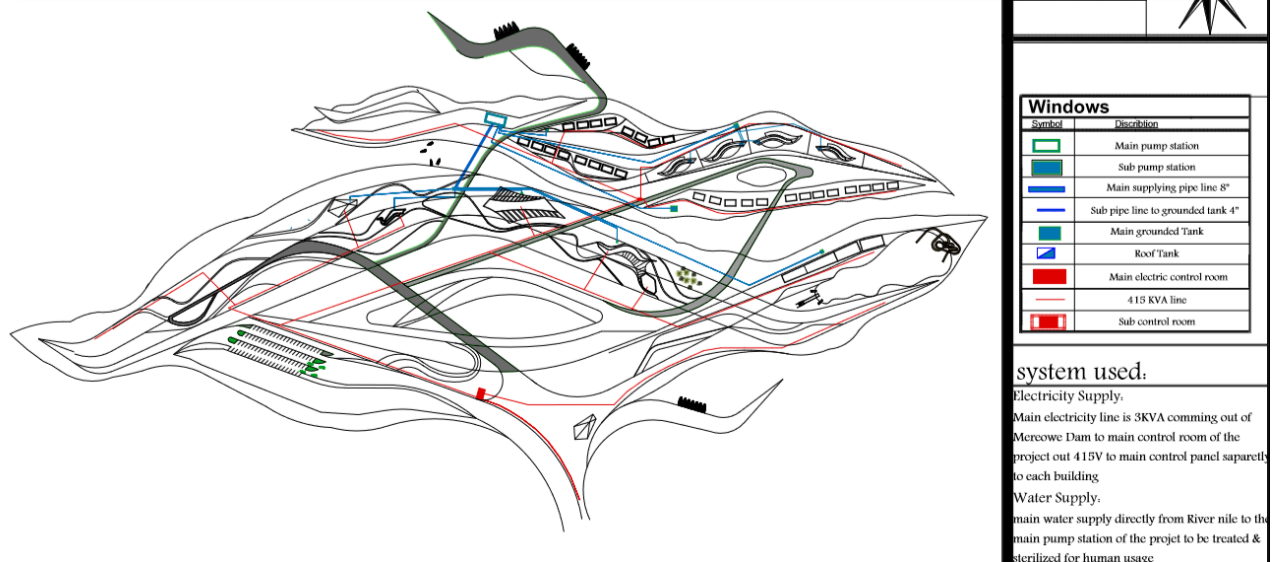 Windows
Symbol Discribtion
Main pump station
Sub pump station
Main supplying pipe line 8"
Sub pipe line to grounded tank 4"
Main grounded Tank
Roof Tank
Main electric control room
415 KVA line
Sub control room
system used:
Electricity Supply:
Main electricity line is 3KVA comming out of
Mereowe Dam to main control room of the
project out 415V to main control panel saparetly
to each building
Water Supply:
main water supply directly from River nile to the
main pump station of the projet to be treated &
sterilized for human usage